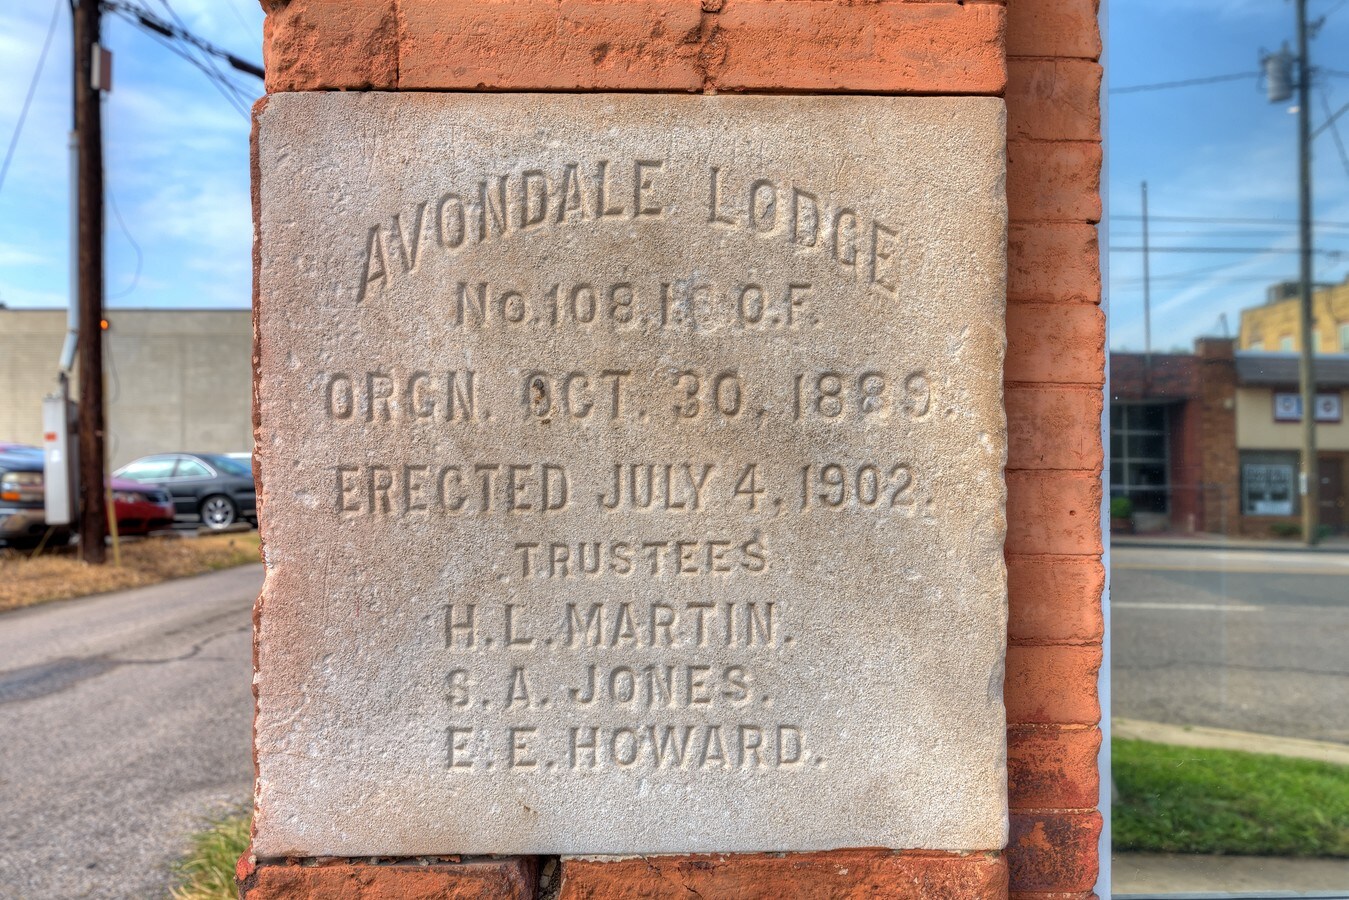 AVONDALE LODGE
No. 108, I. O. O. F.
ORGN. OCT. 30, 1889.
ERECTED JULY 4, 1902.
TRUSTEES
H. L. MARTIN.
S. A. JONES.
E. E. HOWARD.